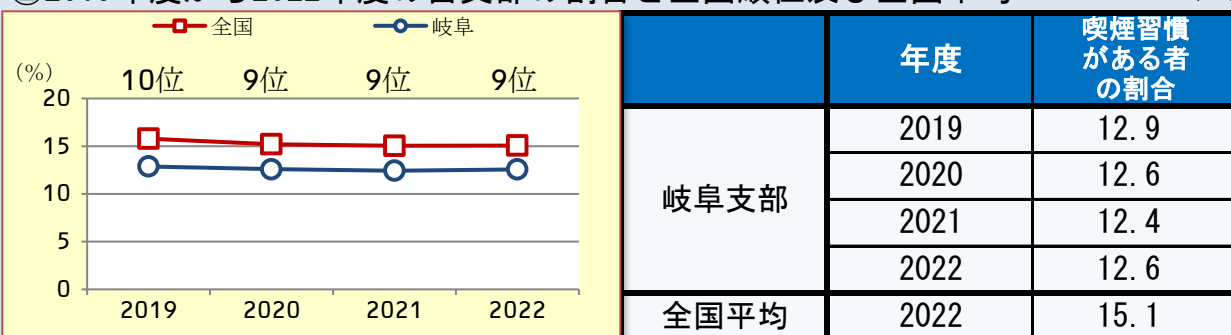 全国 岐阜
(%)
10位 9位 9位 9位
20
15
10
5
0
2019 2020 2021 2022
年度
喫煙習慣
がある者
の割合
岐阜支部
2019 12.9
2020 12.6
2021 12.4
2022 12.6
全国平均 2022 15.1